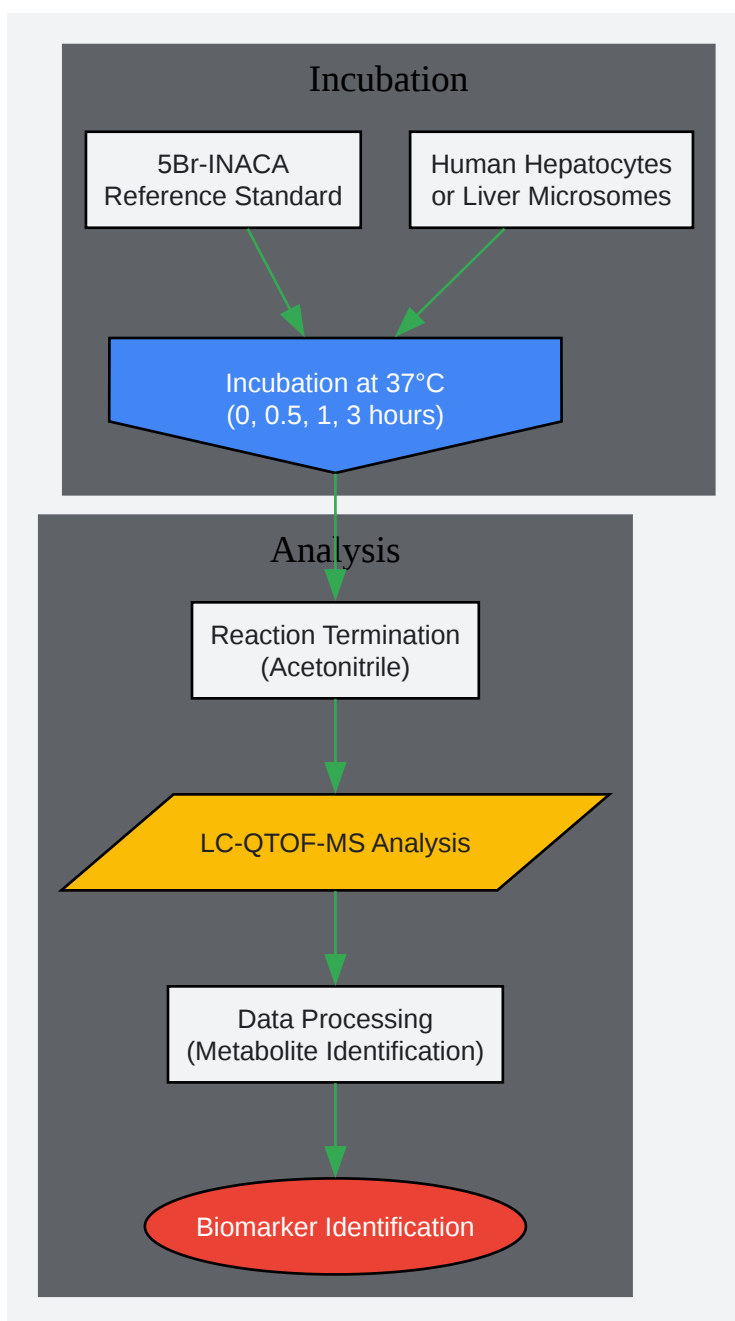 Incubation
5Br-INACA
Reference Standard
Human Hepatocytes
or Liver Microsomes
Incubation at 37°C
(0, 0.5, 1, 3 hours)
Analysis
Reaction Termination
(Acetonitrile)
LC-QTOF-MS Analysis
Data Processing
(Metabolite Identification)
Biomarker Identification